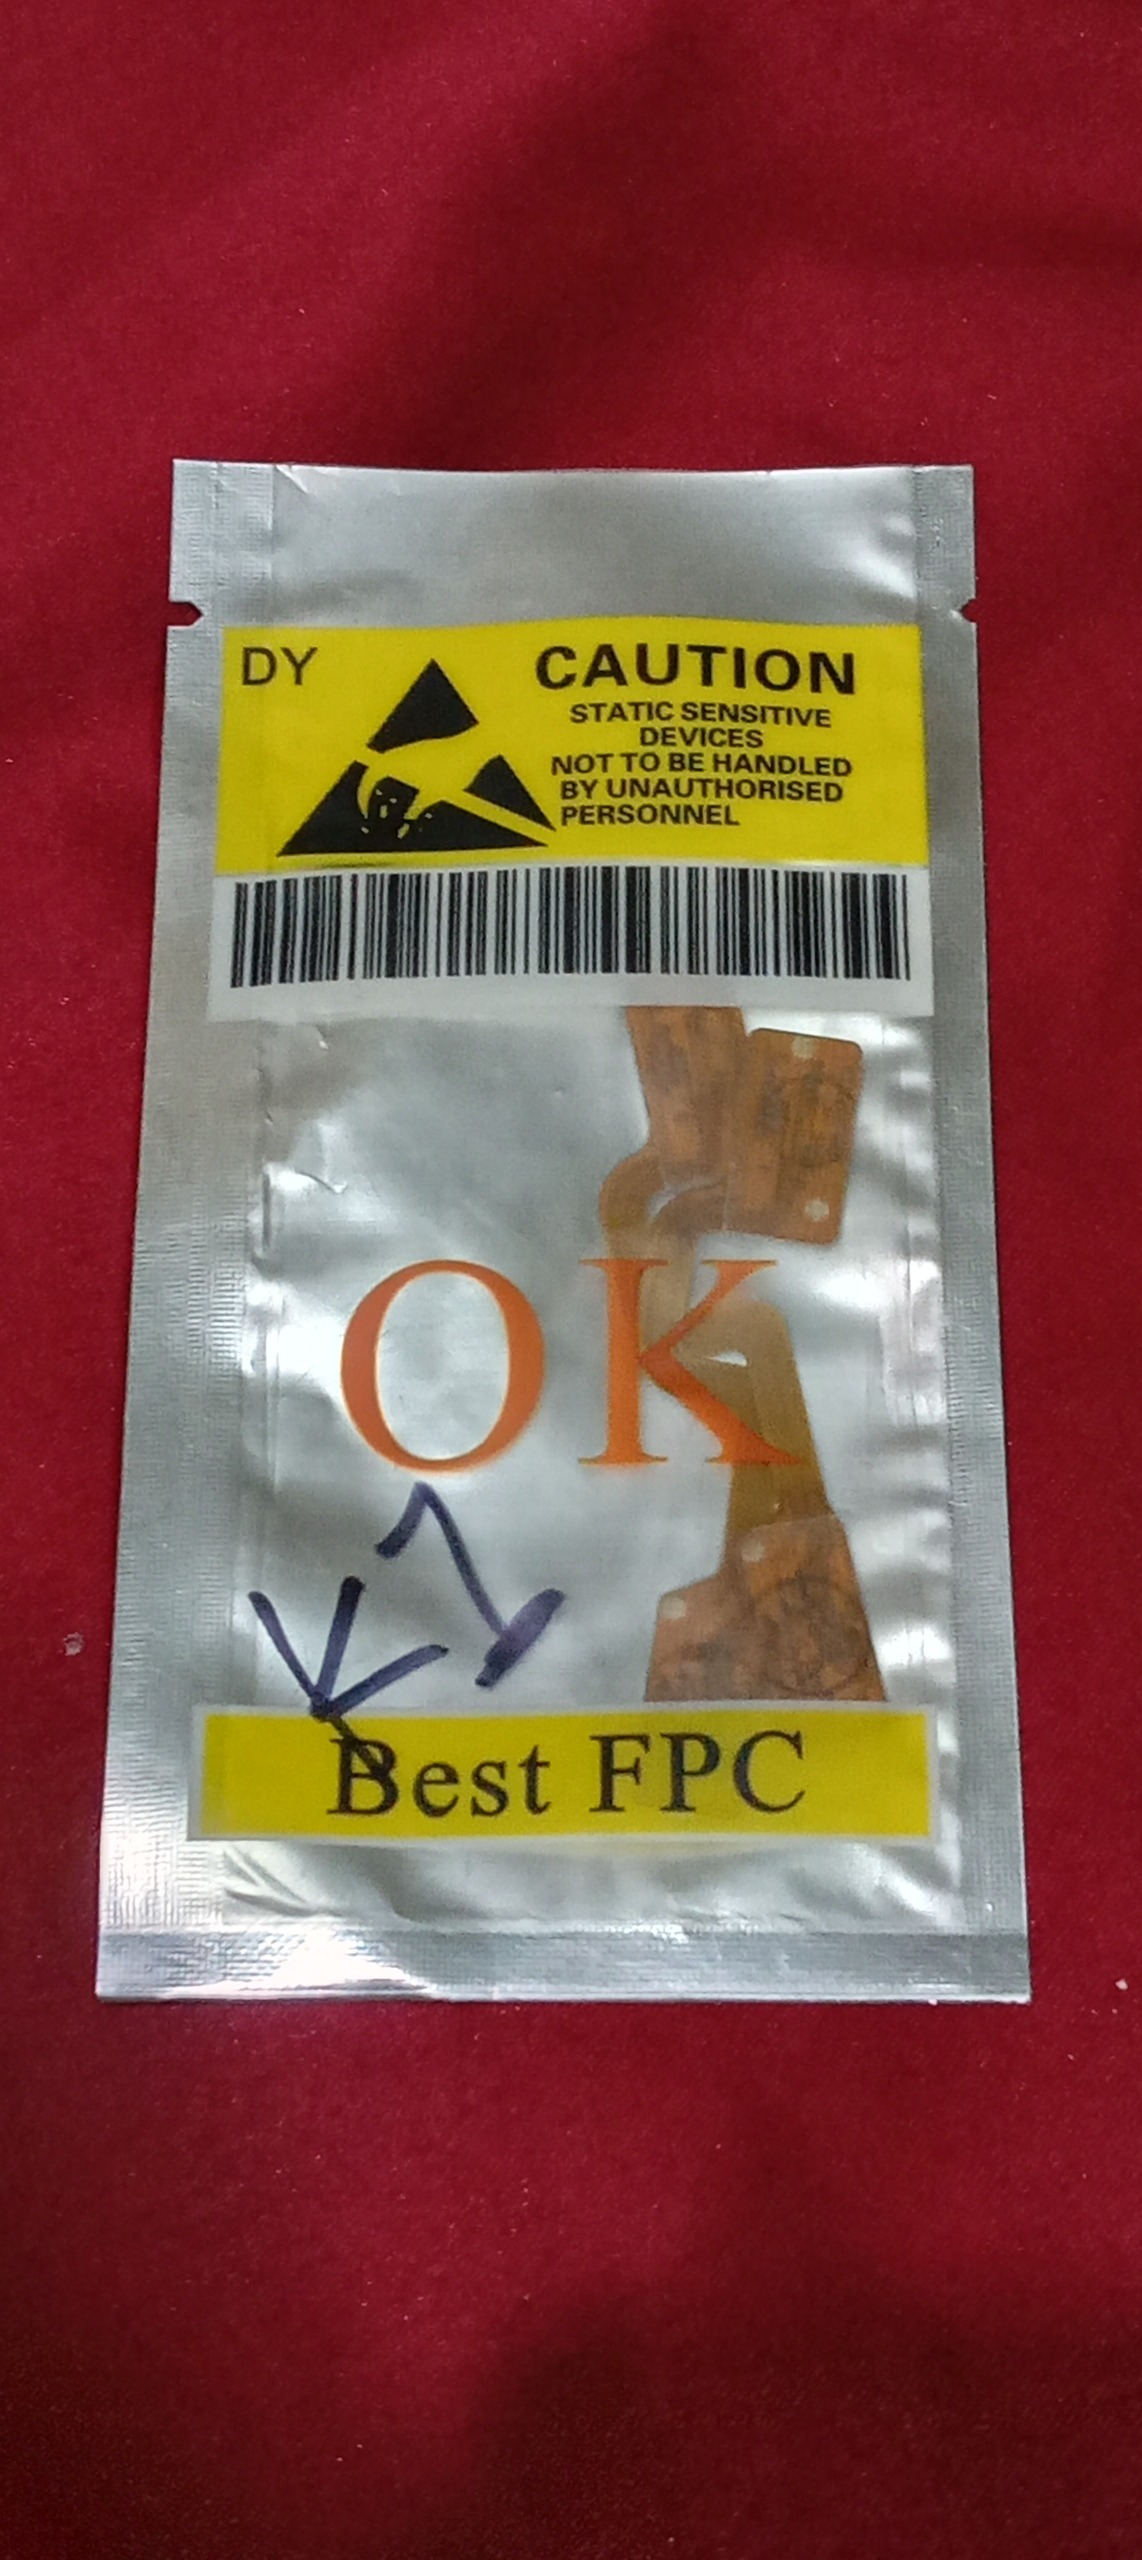 DY
CAUTION
STATIC SENSITIVE
DEVICES
NOT TO BE HANDLED
BY UNAUTHORISED
PERSONNEL
OK
Best FPC